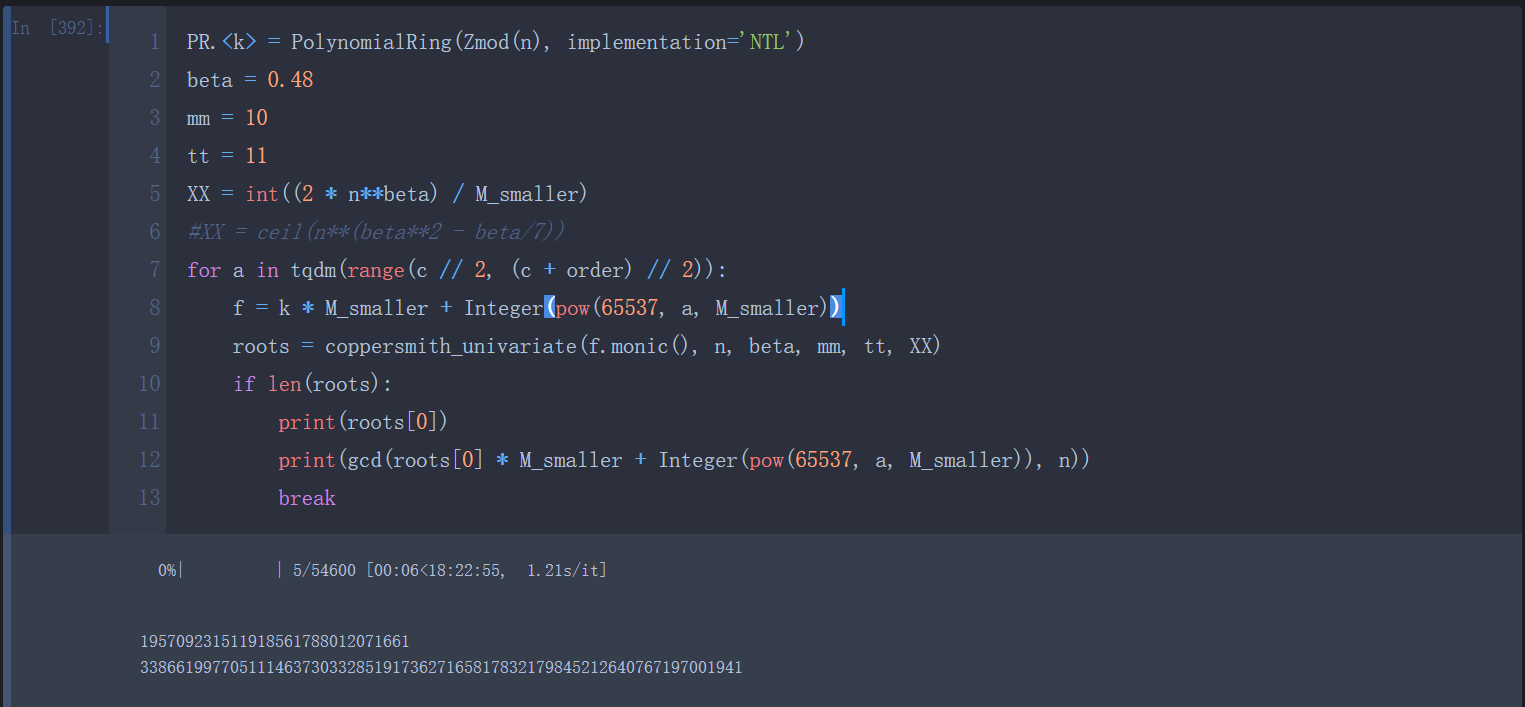 In [392]:
1 PR.<k> = PolynomialRing(Zmod(n), implementation='NTL')
2 beta = 0.48
3 mm = 10
4 tt = 11
5 XX = int((2 * n**beta) / M_smaller)
6 #XX = ceil(n**(beta**2 - beta/7))
7 for a in tqdm(range(c // 2, (c + order) // 2)):
8     f = k * M_smaller + Integer(pow(65537, a, M_smaller))
9     roots = coppersmith_univariate(f.monic(), n, beta, mm, tt, XX)
10     if len(roots):
11         print(roots[0])
12         print(gcd(roots[0] * M_smaller + Integer(pow(65537, a, M_smaller)), n))
13         break
0%| | 5/54600 [00:06<18:22:55, 1.21s/it]
195709231511918561788012071661
3386619977051114637303328519173627165817832179845212640767197001941